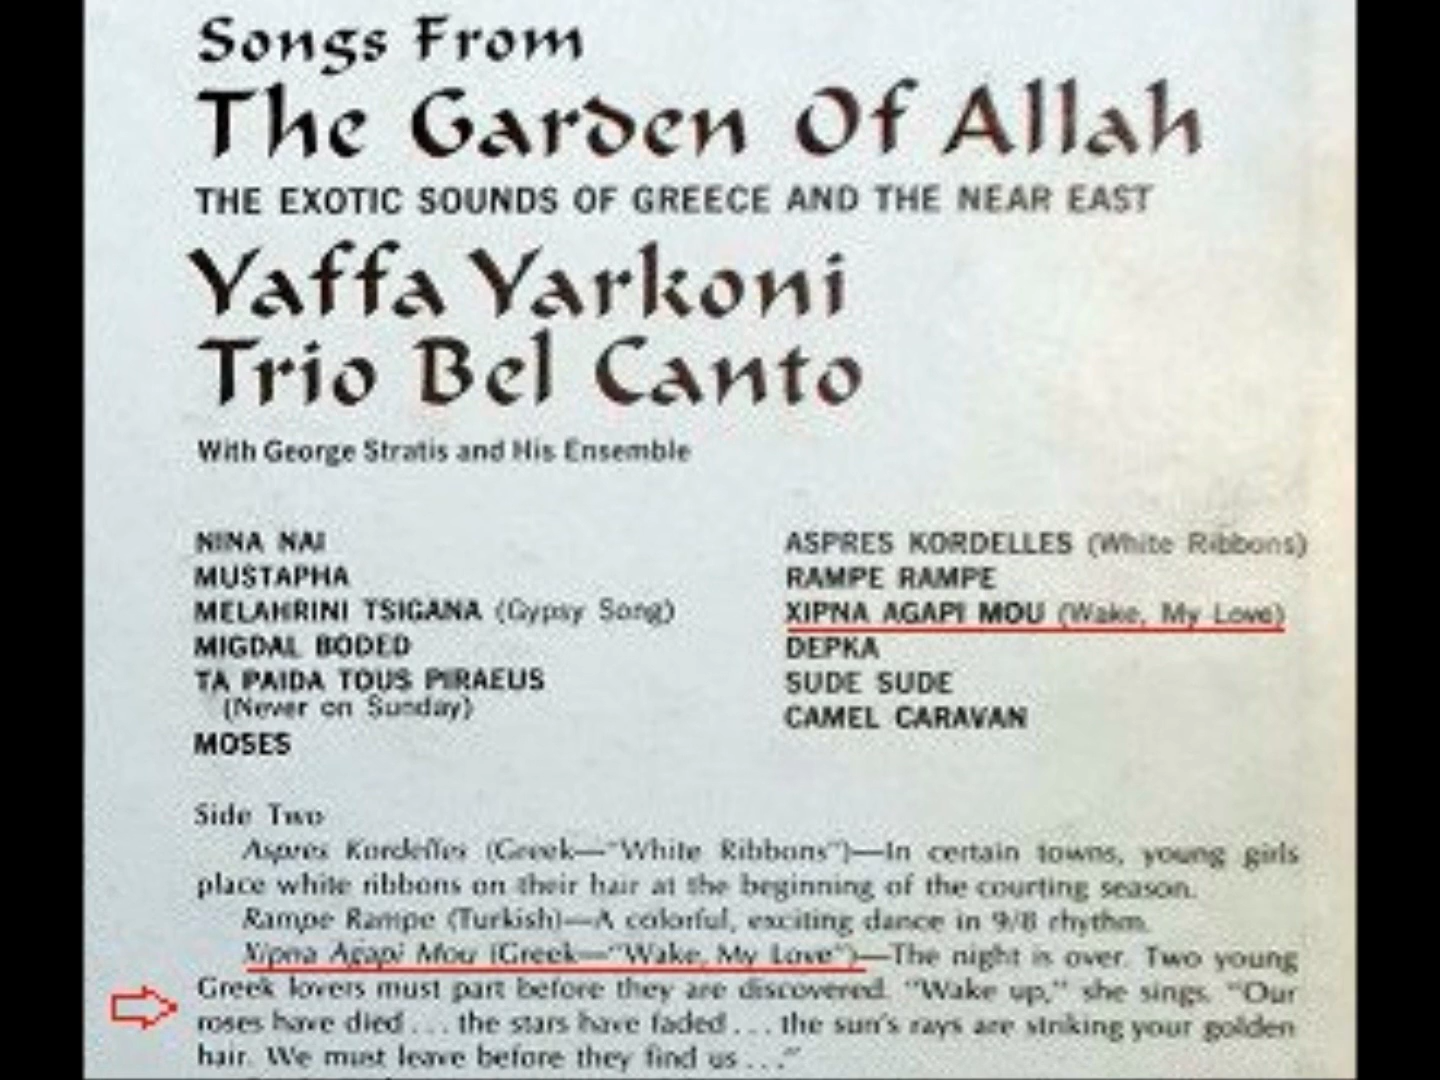 Songs From
The Garden Of Allah
THE EXOTIC SOUNDS OF GREECE AND THE NEAR EAST
Yaffa Yarkoni
Trio Bel Canto
With George Stratis and His Ensemble
NINA NAI
MUSTAPHA
MELAHRINI TSIGANA (Gypsy Song)
MIGDAL BODED
TA PAIDA TOUS PIRAEUS
(Never on Sunday)
MOSES
ASPRES KORDELLES (White Ribbons)
RAMPE RAMPE
XIPNA AGAPI MOU (Wake, My Love)
DEPKA
SUDE SUDE
CAMEL CARAVAN
Side Two
Aspres Kordelles (Greek—"White Ribbons")—In certain towns, young girls
place white ribbons on their hair at the beginning of the courting season.
Rampe Rampe (Turkish)—A colorful, exciting dance in 9/8 rhythm.
Xipna Agapi Mou (Greek—"Wake, My Love")—The night is over. Two young
Greek lovers must part before they are discovered. "Wake up," she sings. "Our
roses have died . . . the stars have faded . . . the sun's rays are striking your golden
hair. We must leave before they find us . . ."